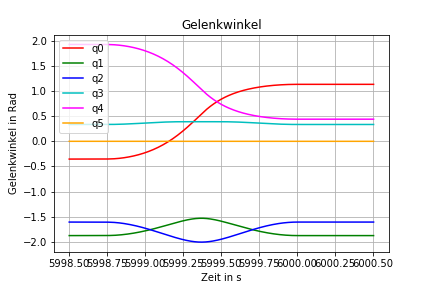 Gelenkwinkel
Gelenkwinkel in Rad
2.0
1.5
1.0
0.5
0.0
−0.5
−1.0
−1.5
−2.0
q0
q1
q2
q3
q4
q5
5998.50 5998.75 5999.00 5999.25 5999.50 5999.75 6000.00 6000.25 6000.50
Zeit in s